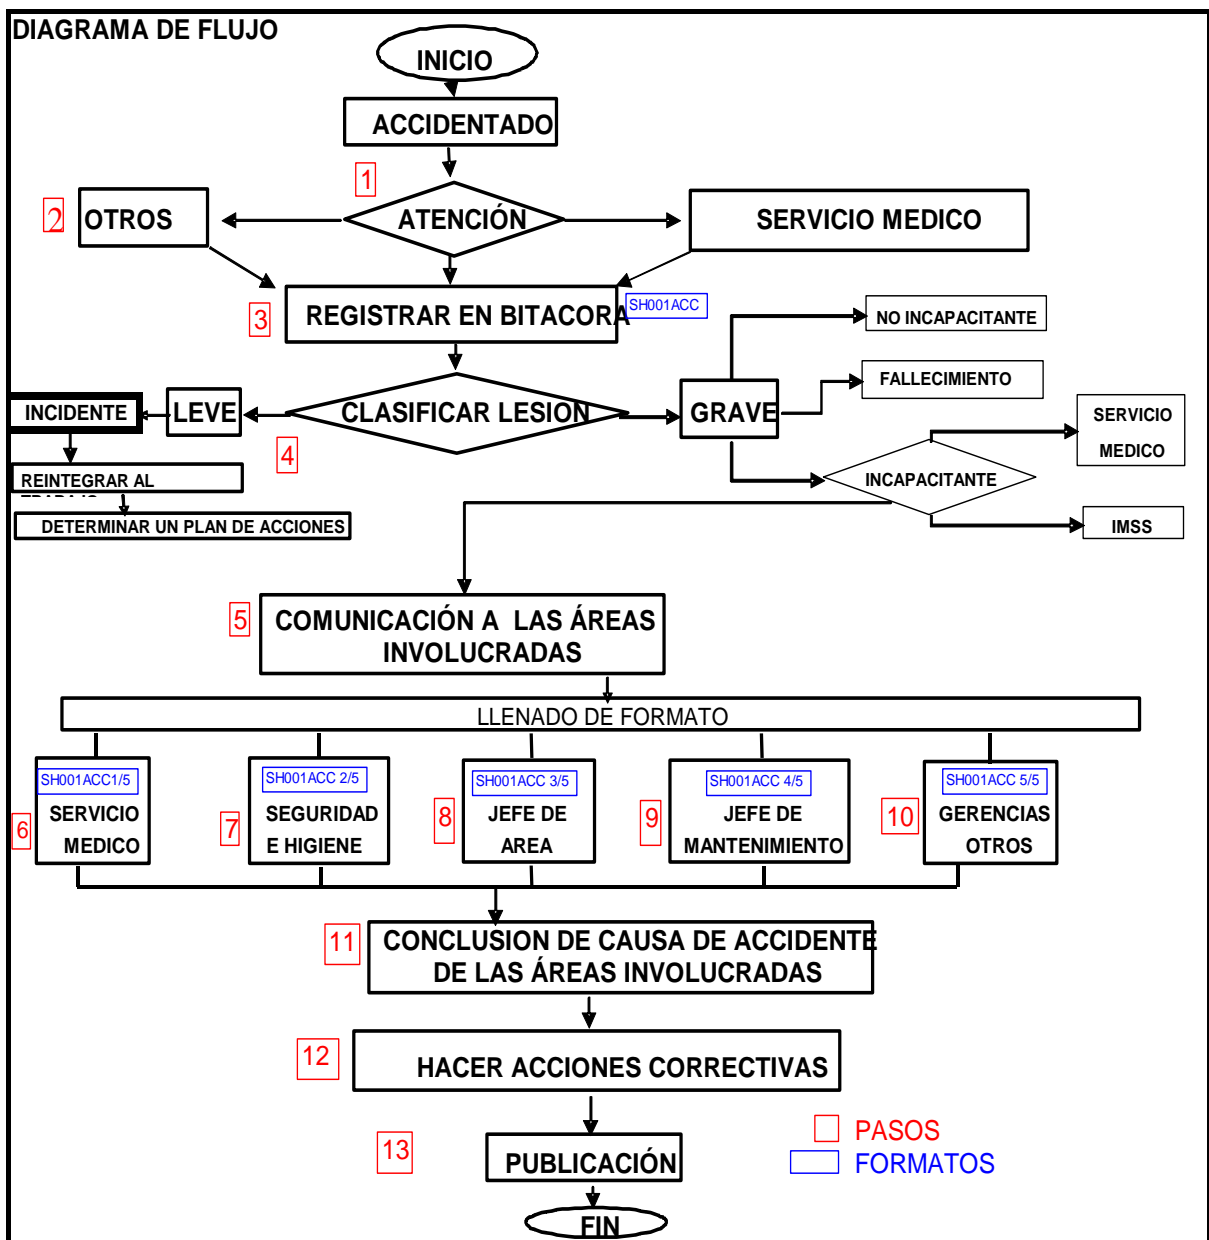 DIAGRAMA DE FLUJO
INICIO
ACCIDENTADO
1
2
OTROS
ATENCIÓN
SERVICIO MEDICO
3
REGISTRAR EN BITACORA
SH001ACC
NO INCAPACITANTE
FALLECIMIENTO
INCIDENTE
LEVE
CLASIFICAR LESION
GRAVE
SERVICIO
MEDICO
4
REINTEGRAR AL
INCAPACITANTE
DETERMINAR UN PLAN DE ACCIONES
IMSS
5
COMUNICACIÓN A LAS ÁREAS
INVOLUCRADAS
LLENADO DE FORMATO
SH001ACC1/5
6
SERVICIO
MEDICO
SH001ACC 2/5
7
SEGURIDAD
E HIGIENE
SH001ACC 3/5
8
JEFE DE
AREA
SH001ACC 4/5
9
JEFE DE
MANTENIMIENTO
SH001ACC 5/5
10
GERENCIAS
OTROS
11
CONCLUSION DE CAUSA DE ACCIDENTE
DE LAS ÁREAS INVOLUCRADAS
12
HACER ACCIONES CORRECTIVAS
13
PUBLICACIÓN
PASOS
FORMATOS
FIN